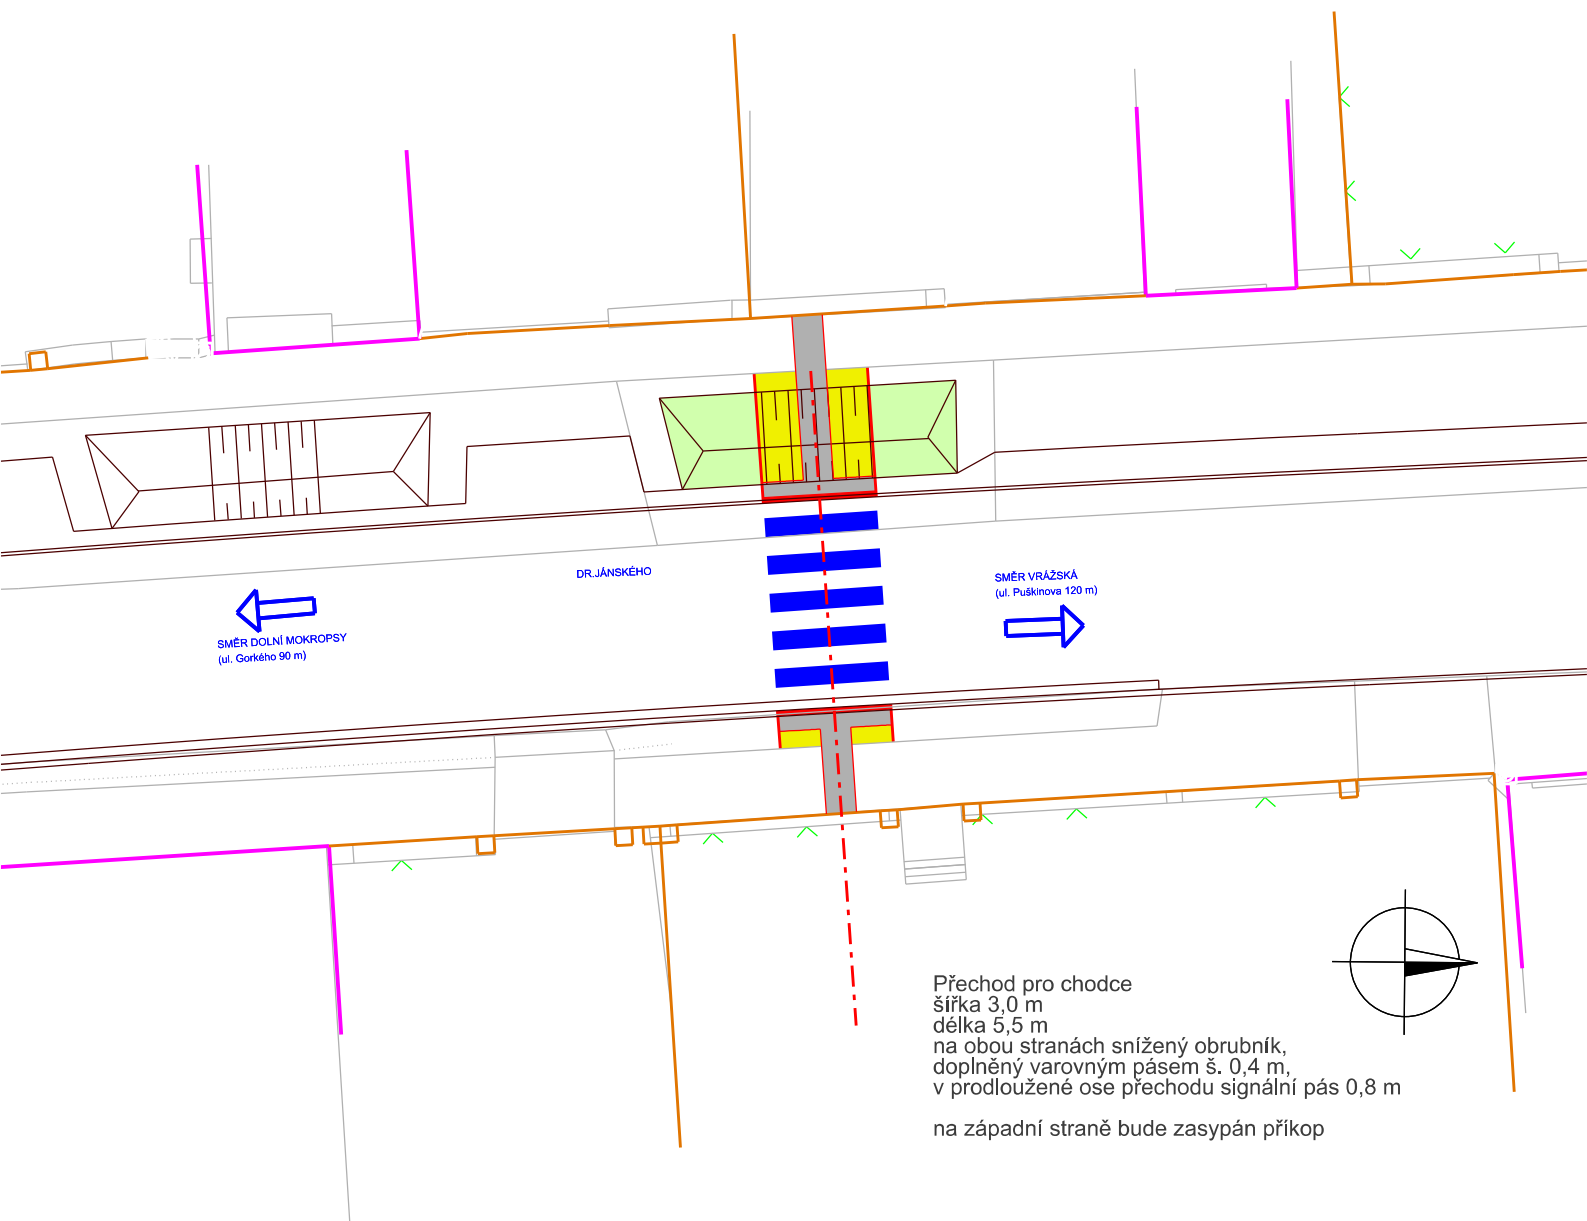 DR.JÁNSKÉHO
SMĚR VRÁŽSKÁ
(ul. Puškinova 120 m)
SMĚR DOLNÍ MOKROPSY
(ul. Gorkého 90 m)
Přechod pro chodce
šířka 3,0 m
délka 5,5 m
na obou stranách snížený obrubník,
doplněný varovným pásem š. 0,4 m,
v prodloužené ose přechodu signální pás 0,8 m
na západní straně bude zasypán příkop